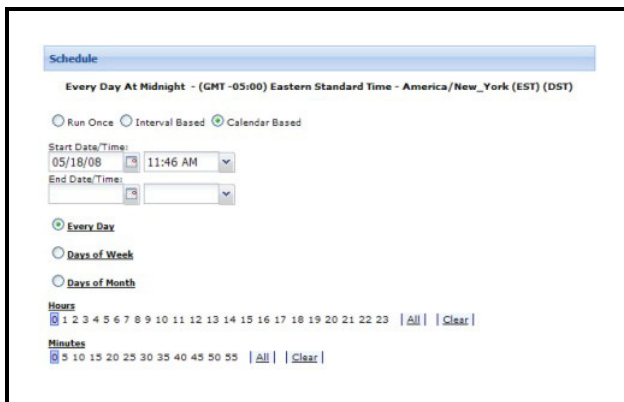 Schedule
Every Day At Midnight - (GMT -05:00) Eastern Standard Time - America/New_York (EST) (DST)
Run Once Interval Based Calendar Based
Start Date/Time:
05/18/08 11:46 AM
End Date/Time:
Every Day
Days of Week
Days of Month
Hours
0 1 2 3 4 5 6 7 8 9 10 11 12 13 14 15 16 17 18 19 20 21 22 23 | All | | Clear |
Minutes
0 5 10 15 20 25 30 35 40 45 50 55 | All | | Clear |